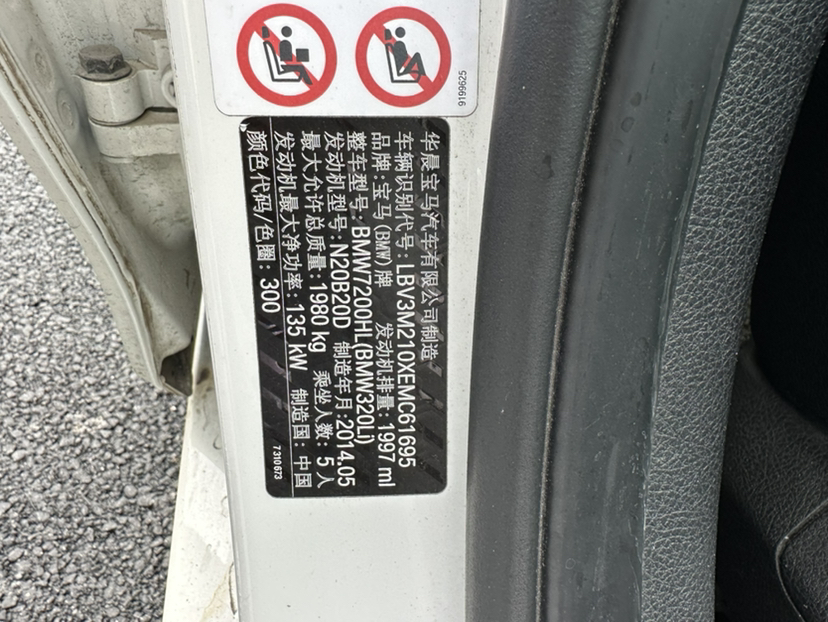 9199625
华晨宝马汽车有限公司制造
车辆识别代号: LBV3M210XEMC61695
品牌:宝马(BMW)牌 发动机排量:1997 ml
整车型号: BMW7200HL(BMW320Li)
发动机型号: N20B20D 制造年月:2014.05
最大允许总质量:1980 kg 乘坐人数: 5 人
发动机最大净功率: 135 kW 制造国: 中国
颜色代码/色圈: 300 7310673